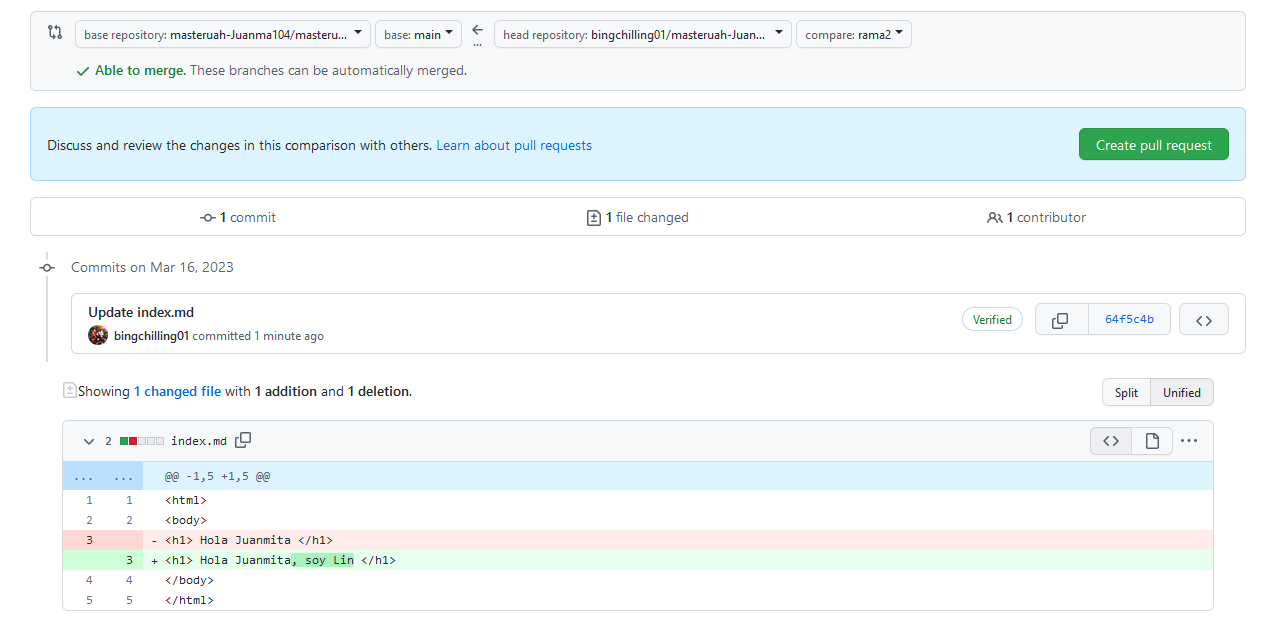 base repository: masteruah-Juanma104/masteru... base: main ... head repository: bingchilling01/masteruah-Juan... compare: rama2
Able to merge. These branches can be automatically merged.
Discuss and review the changes in this comparison with others. Learn about pull requests Create pull request
1 commit 1 file changed 1 contributor
Commits on Mar 16, 2023
Update index.md
bingchilling01 committed 1 minute ago Verified 64f5c4b
Showing 1 changed file with 1 addition and 1 deletion. Split Unified
2 index.md
... ... @@ -1,5 +1,5 @@
1 1 <html>
2 2 <body>
3 - <h1> Hola Juanmita </h1>
3 + <h1> Hola Juanmita, soy Lin </h1>
4 4 </body>
5 5 </html>